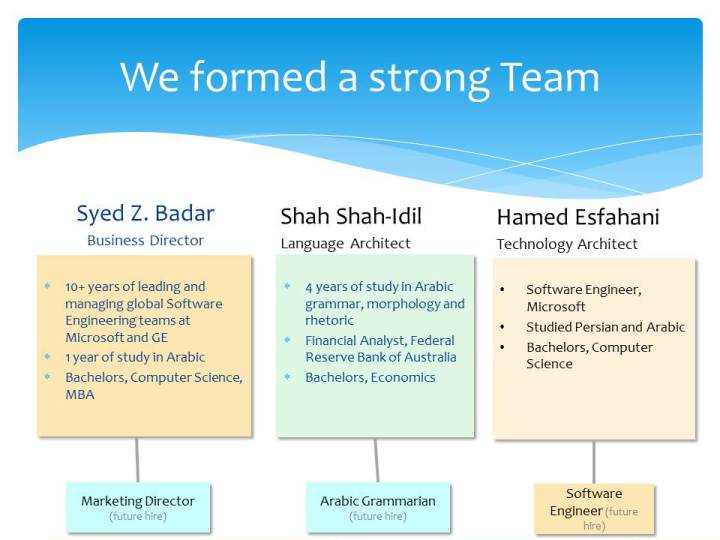 We formed a strong Team
Syed Z. Badar
Business Director
10+ years of leading and
managing global Software
Engineering teams at
Microsoft and GE
1 year of study in Arabic
Bachelors, Computer Science,
MBA
Marketing Director
(future hire)
Shah Shah-Idil
Language Architect
4 years of study in Arabic
grammar, morphology and
rhetoric
Financial Analyst, Federal
Reserve Bank of Australia
Bachelors, Economics
Arabic Grammarian
(future hire)
Hamed Esfahani
Technology Architect
• Software Engineer,
Microsoft
• Studied Persian and Arabic
• Bachelors, Computer
Science
Software
Engineer (future
hire)